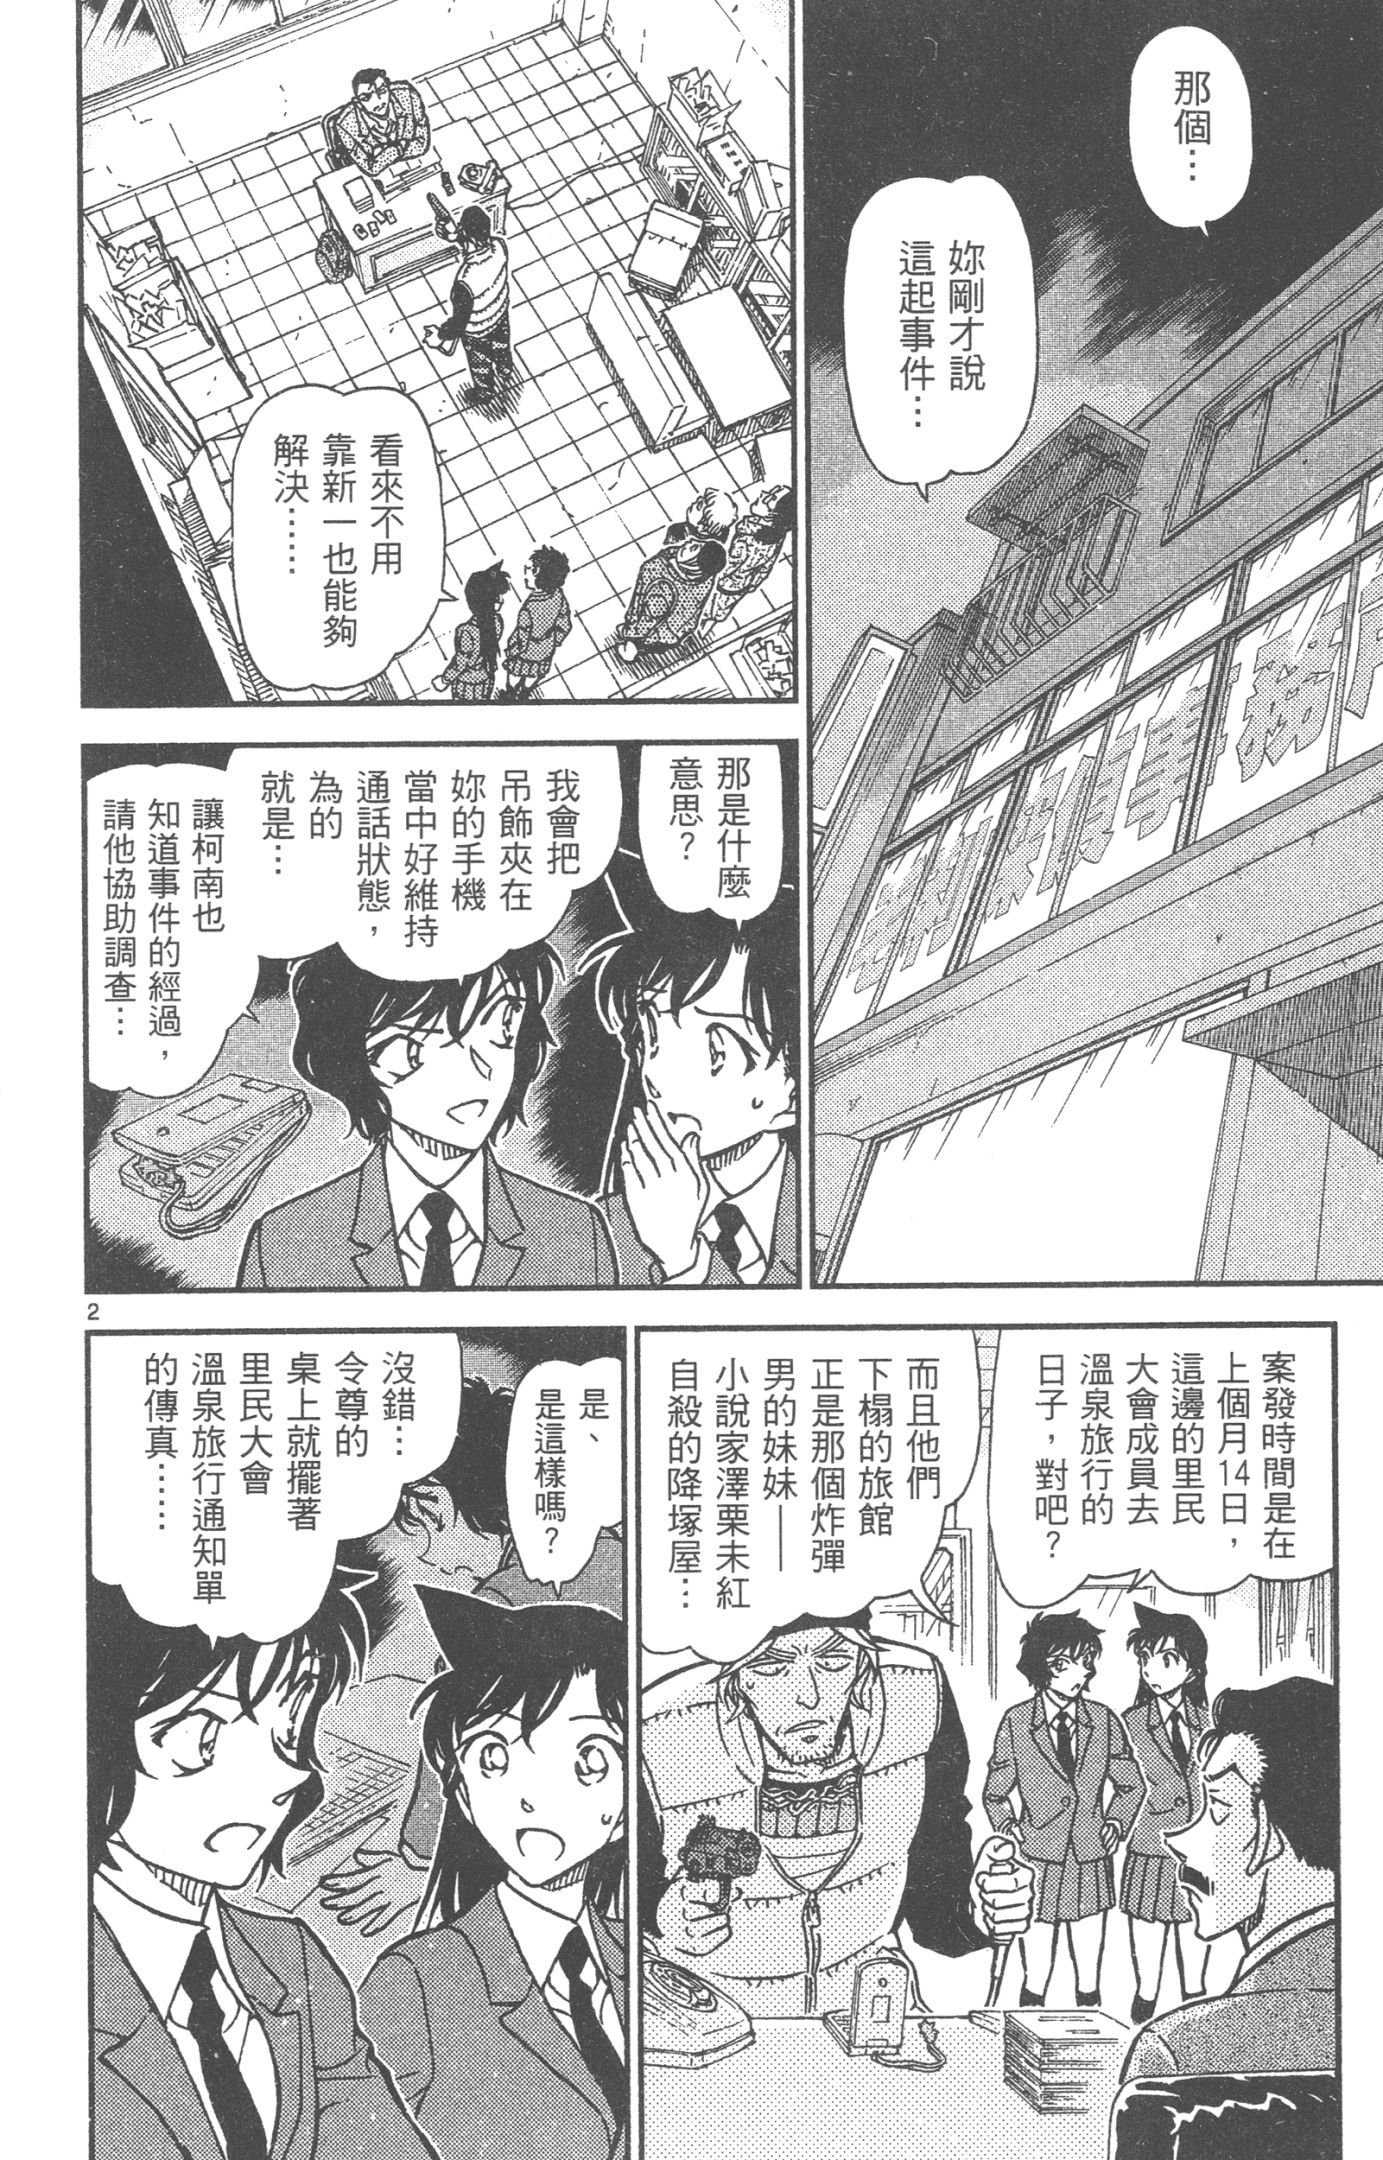 那個…
妳剛才說
這起事件…
看來不用
靠新一也能夠
解決……
那是什麼
意思？
我會把
吊飾夾在
妳的手機
當中好維持
通話狀態，
為的
就是…
讓柯南也
知道事件的經過，
請他協助調查…
2
案發時間是在
上個月14日，
這邊的里民
大會成員去
溫泉旅行的
日子，對吧？
而且他們
下榻的旅館
正是那個炸彈
男的妹妹——
小說家澤栗未紅
自殺的降塚屋…
是、
是這樣嗎？
沒錯…
令尊的
桌上就擺著
里民大會
溫泉旅行通知單
的傳真……